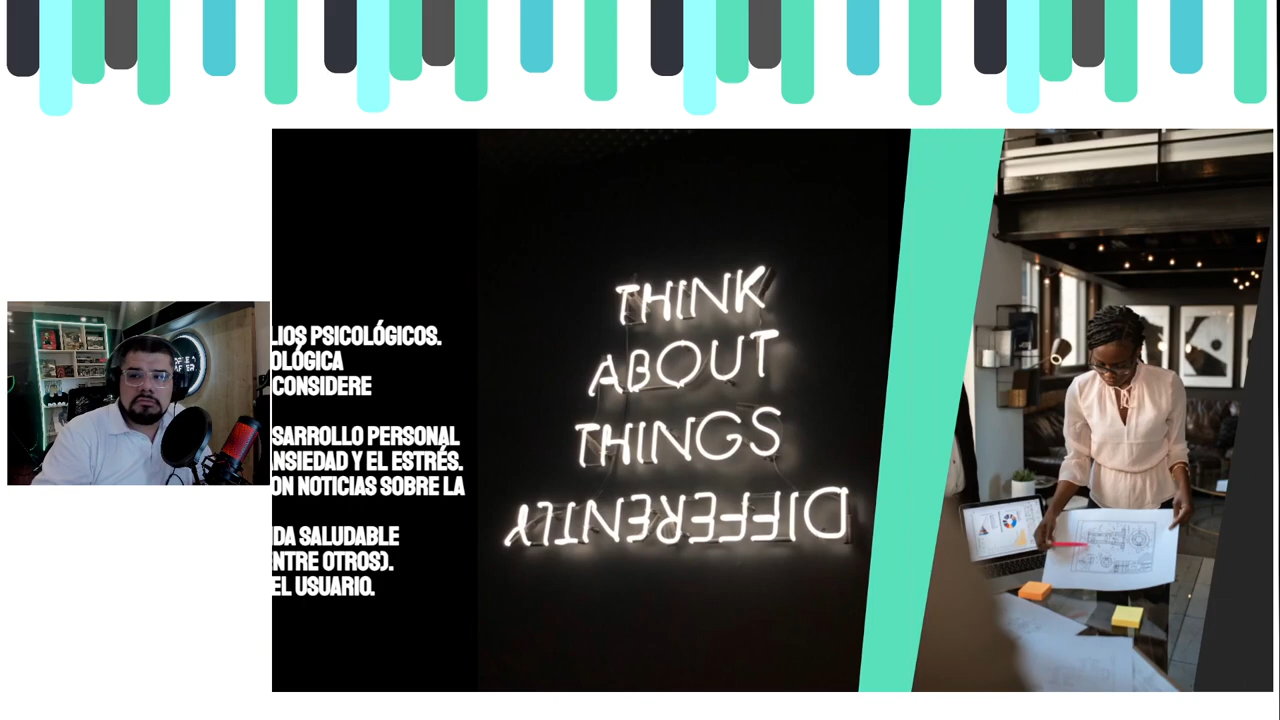 LIOS PSICOLÓGICOS.
OLÓGICA
CONSIDERE
SARROLLO PERSONAL
NSIEDAD Y EL ESTRÉS.
ON NOTICIAS SOBRE LA
DA SALUDABLE
NTRE OTROS).
EL USUARIO.
THINK
ABOUT
THINGS
DIFFERENTLY